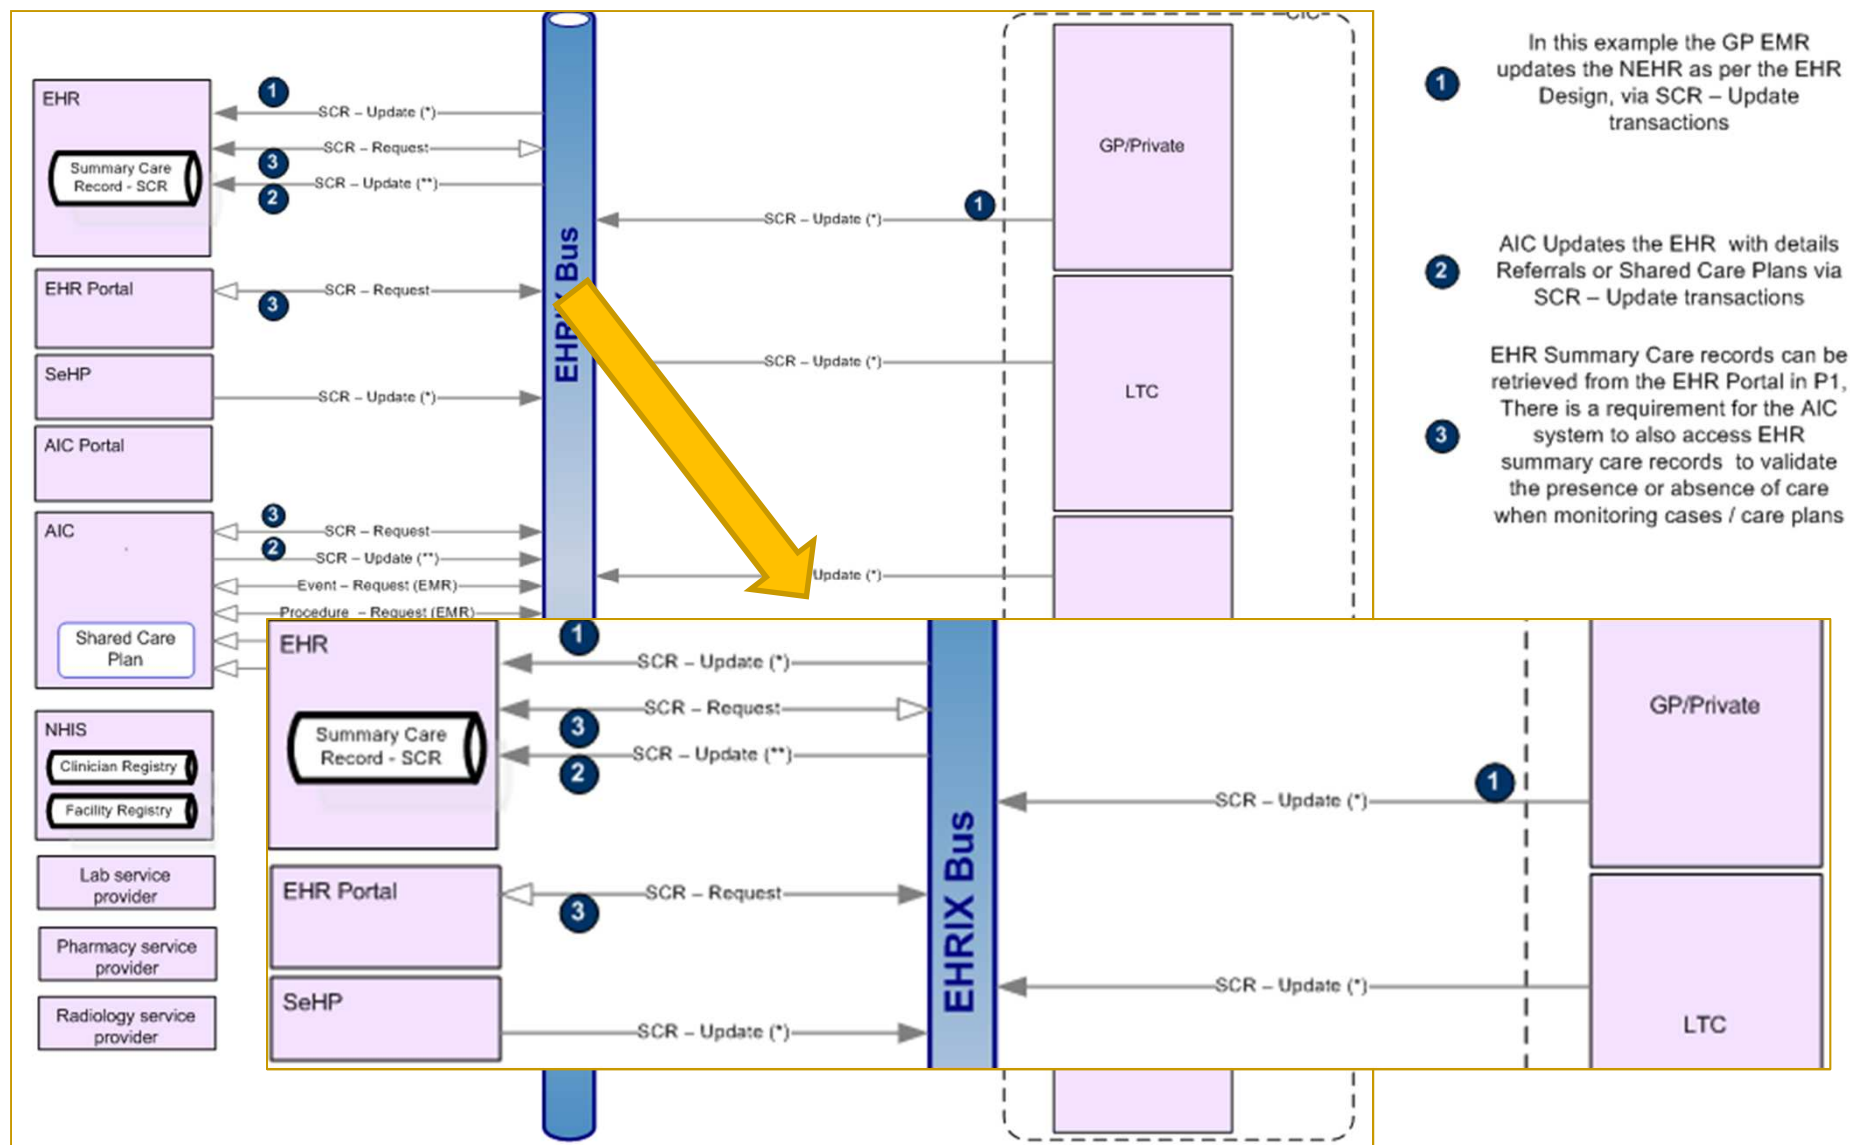 CIC
EHR
1
SCR – Update (*)
SCR – Request
3
Summary Care
Record - SCR
SCR – Update (**)
2
EHR Portal
SCR – Request
3
SeHP
SCR – Update (*)
AIC Portal
AIC
3
SCR – Request
2
SCR – Update (**)
Event – Request (EMR)
Procedure – Request (EMR)
Shared Care
Plan
NHIS
Clinician Registry
Facility Registry
Lab service
provider
Pharmacy service
provider
Radiology service
provider
EHRIX Bus
GP/Private
1
SCR – Update (*)
SCR – Update (*)
LTC
Update (*)
1
In this example the GP EMR
updates the NEHR as per the EHR
Design, via SCR – Update
transactions
2
AIC Updates the EHR with details
Referrals or Shared Care Plans via
SCR – Update transactions
3
EHR Summary Care records can be
retrieved from the EHR Portal in P1,
There is a requirement for the AIC
system to also access EHR
summary care records to validate
the presence or absence of care
when monitoring cases / care plans
EHR
1
SCR – Update (*)
SCR – Request
3
Summary Care
Record - SCR
SCR – Update (**)
2
EHR Portal
SCR – Request
3
SeHP
SCR – Update (*)
EHRIX Bus
GP/Private
1
SCR – Update (*)
SCR – Update (*)
LTC